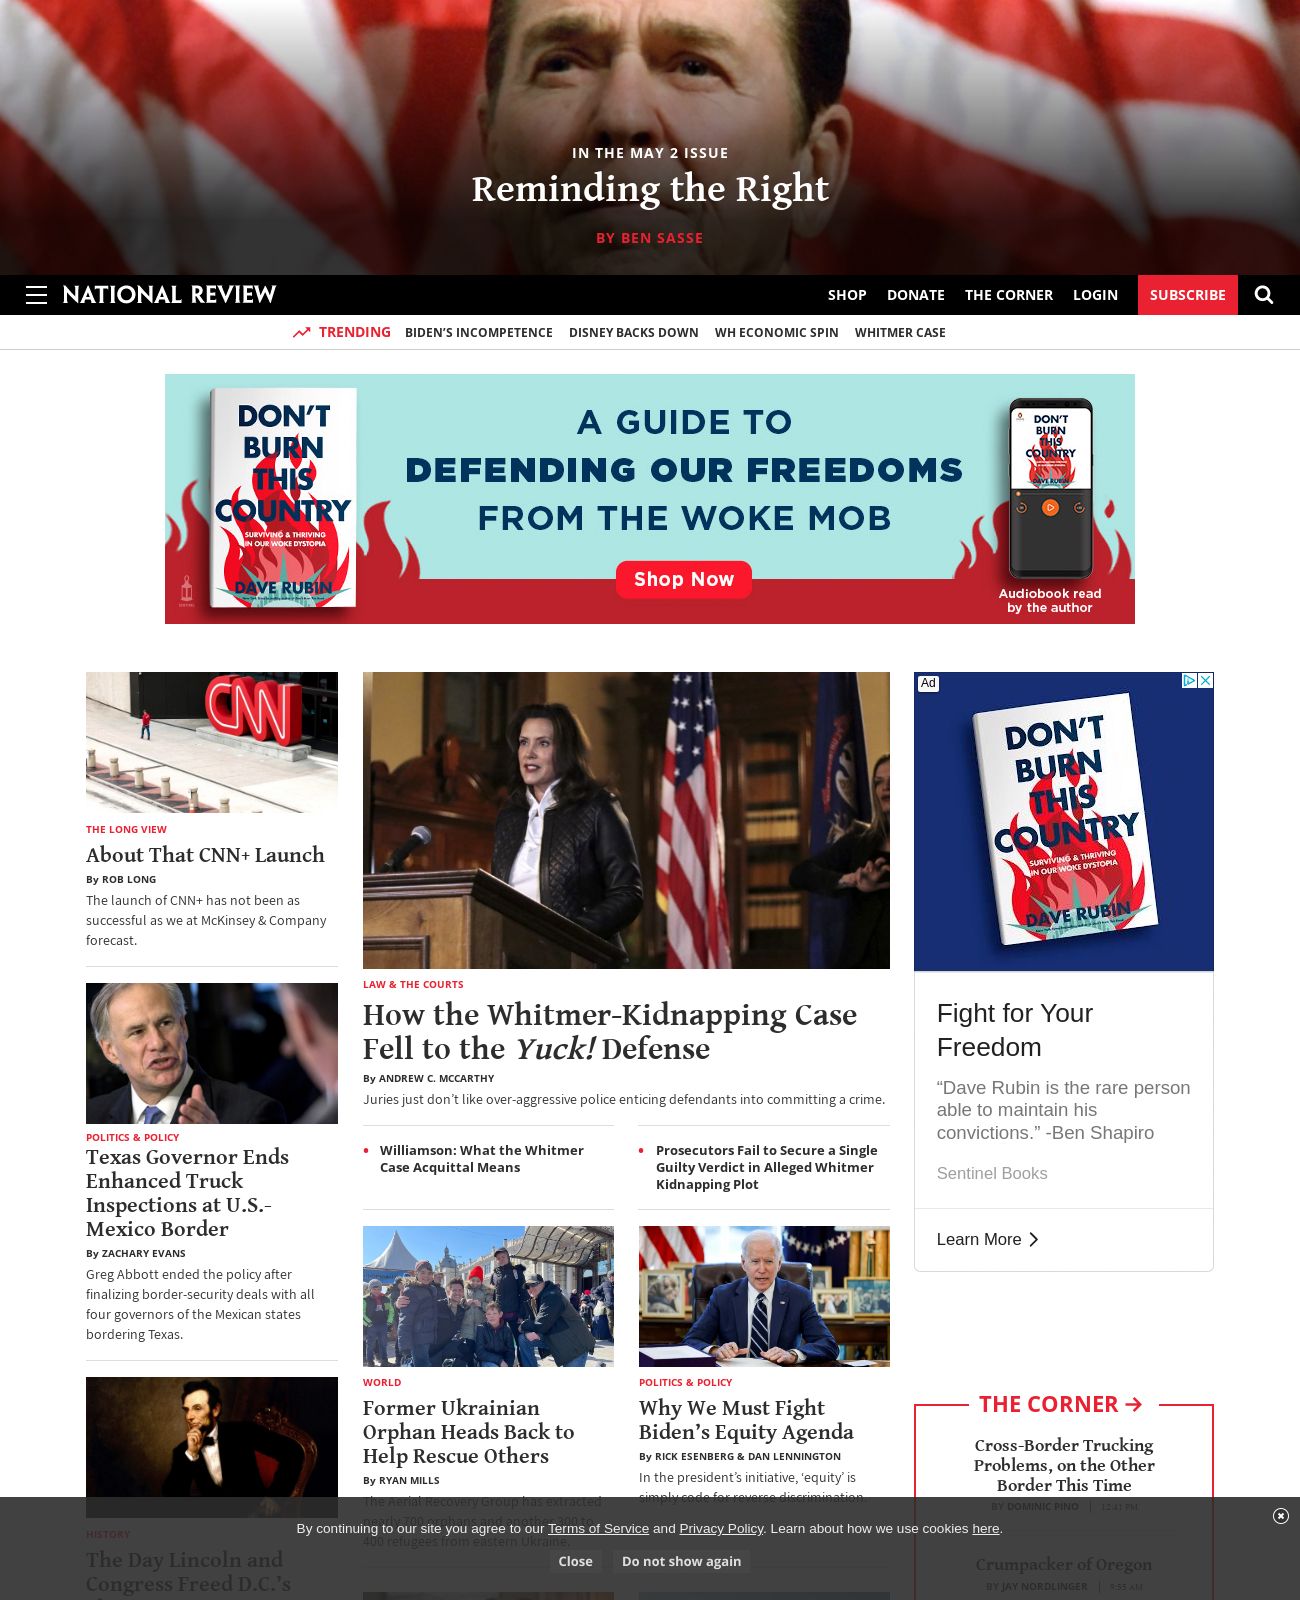 IN THE MAY 2 ISSUE
Reminding the Right
BY BEN SASSE
NATIONAL REVIEW
SHOP DONATE THE CORNER LOGIN SUBSCRIBE
TRENDING BIDEN’S INCOMPETENCE DISNEY BACKS DOWN WH ECONOMIC SPIN WHITMER CASE
DON'T
BURN
THIS
COUNTRY
SURVIVING & THRIVING
IN OUR WOKE DYSTOPIA
DAVE RUBIN
A GUIDE TO
DEFENDING OUR FREEDOMS
FROM THE WOKE MOB
Shop Now
DON'T
BURN
THIS
COUNTRY
DAVE RUBIN
Audiobook read
by the author
CNN
THE LONG VIEW
About That CNN+ Launch
By ROB LONG
The launch of CNN+ has not been as
successful as we at McKinsey & Company
forecast.
POLITICS & POLICY
Texas Governor Ends
Enhanced Truck
Inspections at U.S.-
Mexico Border
By ZACHARY EVANS
Greg Abbott ended the policy after
finalizing border-security deals with all
four governors of the Mexican states
bordering Texas.
HISTORY
The Day Lincoln and
Congress Freed D.C.’s
LAW & THE COURTS
How the Whitmer-Kidnapping Case
Fell to the Yuck! Defense
By ANDREW C. MCCARTHY
Juries just don’t like over-aggressive police enticing defendants into committing a crime.
Williamson: What the Whitmer
Case Acquittal Means
Prosecutors Fail to Secure a Single
Guilty Verdict in Alleged Whitmer
Kidnapping Plot
WORLD
Former Ukrainian
Orphan Heads Back to
Help Rescue Others
By RYAN MILLS
The Aerial Recovery Group has extracted
nearly 700 orphans and another 300 to
400 refugees from eastern Ukraine.
POLITICS & POLICY
Why We Must Fight
Biden’s Equity Agenda
By RICK ESENBERG & DAN LENNINGTON
In the president’s initiative, ‘equity’ is
simply code for reverse discrimination.
Ad
DON'T
BURN
THIS
COUNTRY
SURVIVING & THRIVING
IN OUR WOKE DYSTOPIA
DAVE RUBIN
Fight for Your
Freedom
“Dave Rubin is the rare person
able to maintain his
convictions.” -Ben Shapiro
Sentinel Books
Learn More
THE CORNER
Cross-Border Trucking
Problems, on the Other
Border This Time
BY DOMINIC PINO | 12:41 PM
Crumpacker of Oregon
BY JAY NORDLINGER | 9:55 AM
By continuing to our site you agree to our Terms of Service and Privacy Policy. Learn about how we use cookies here.
Close Do not show again